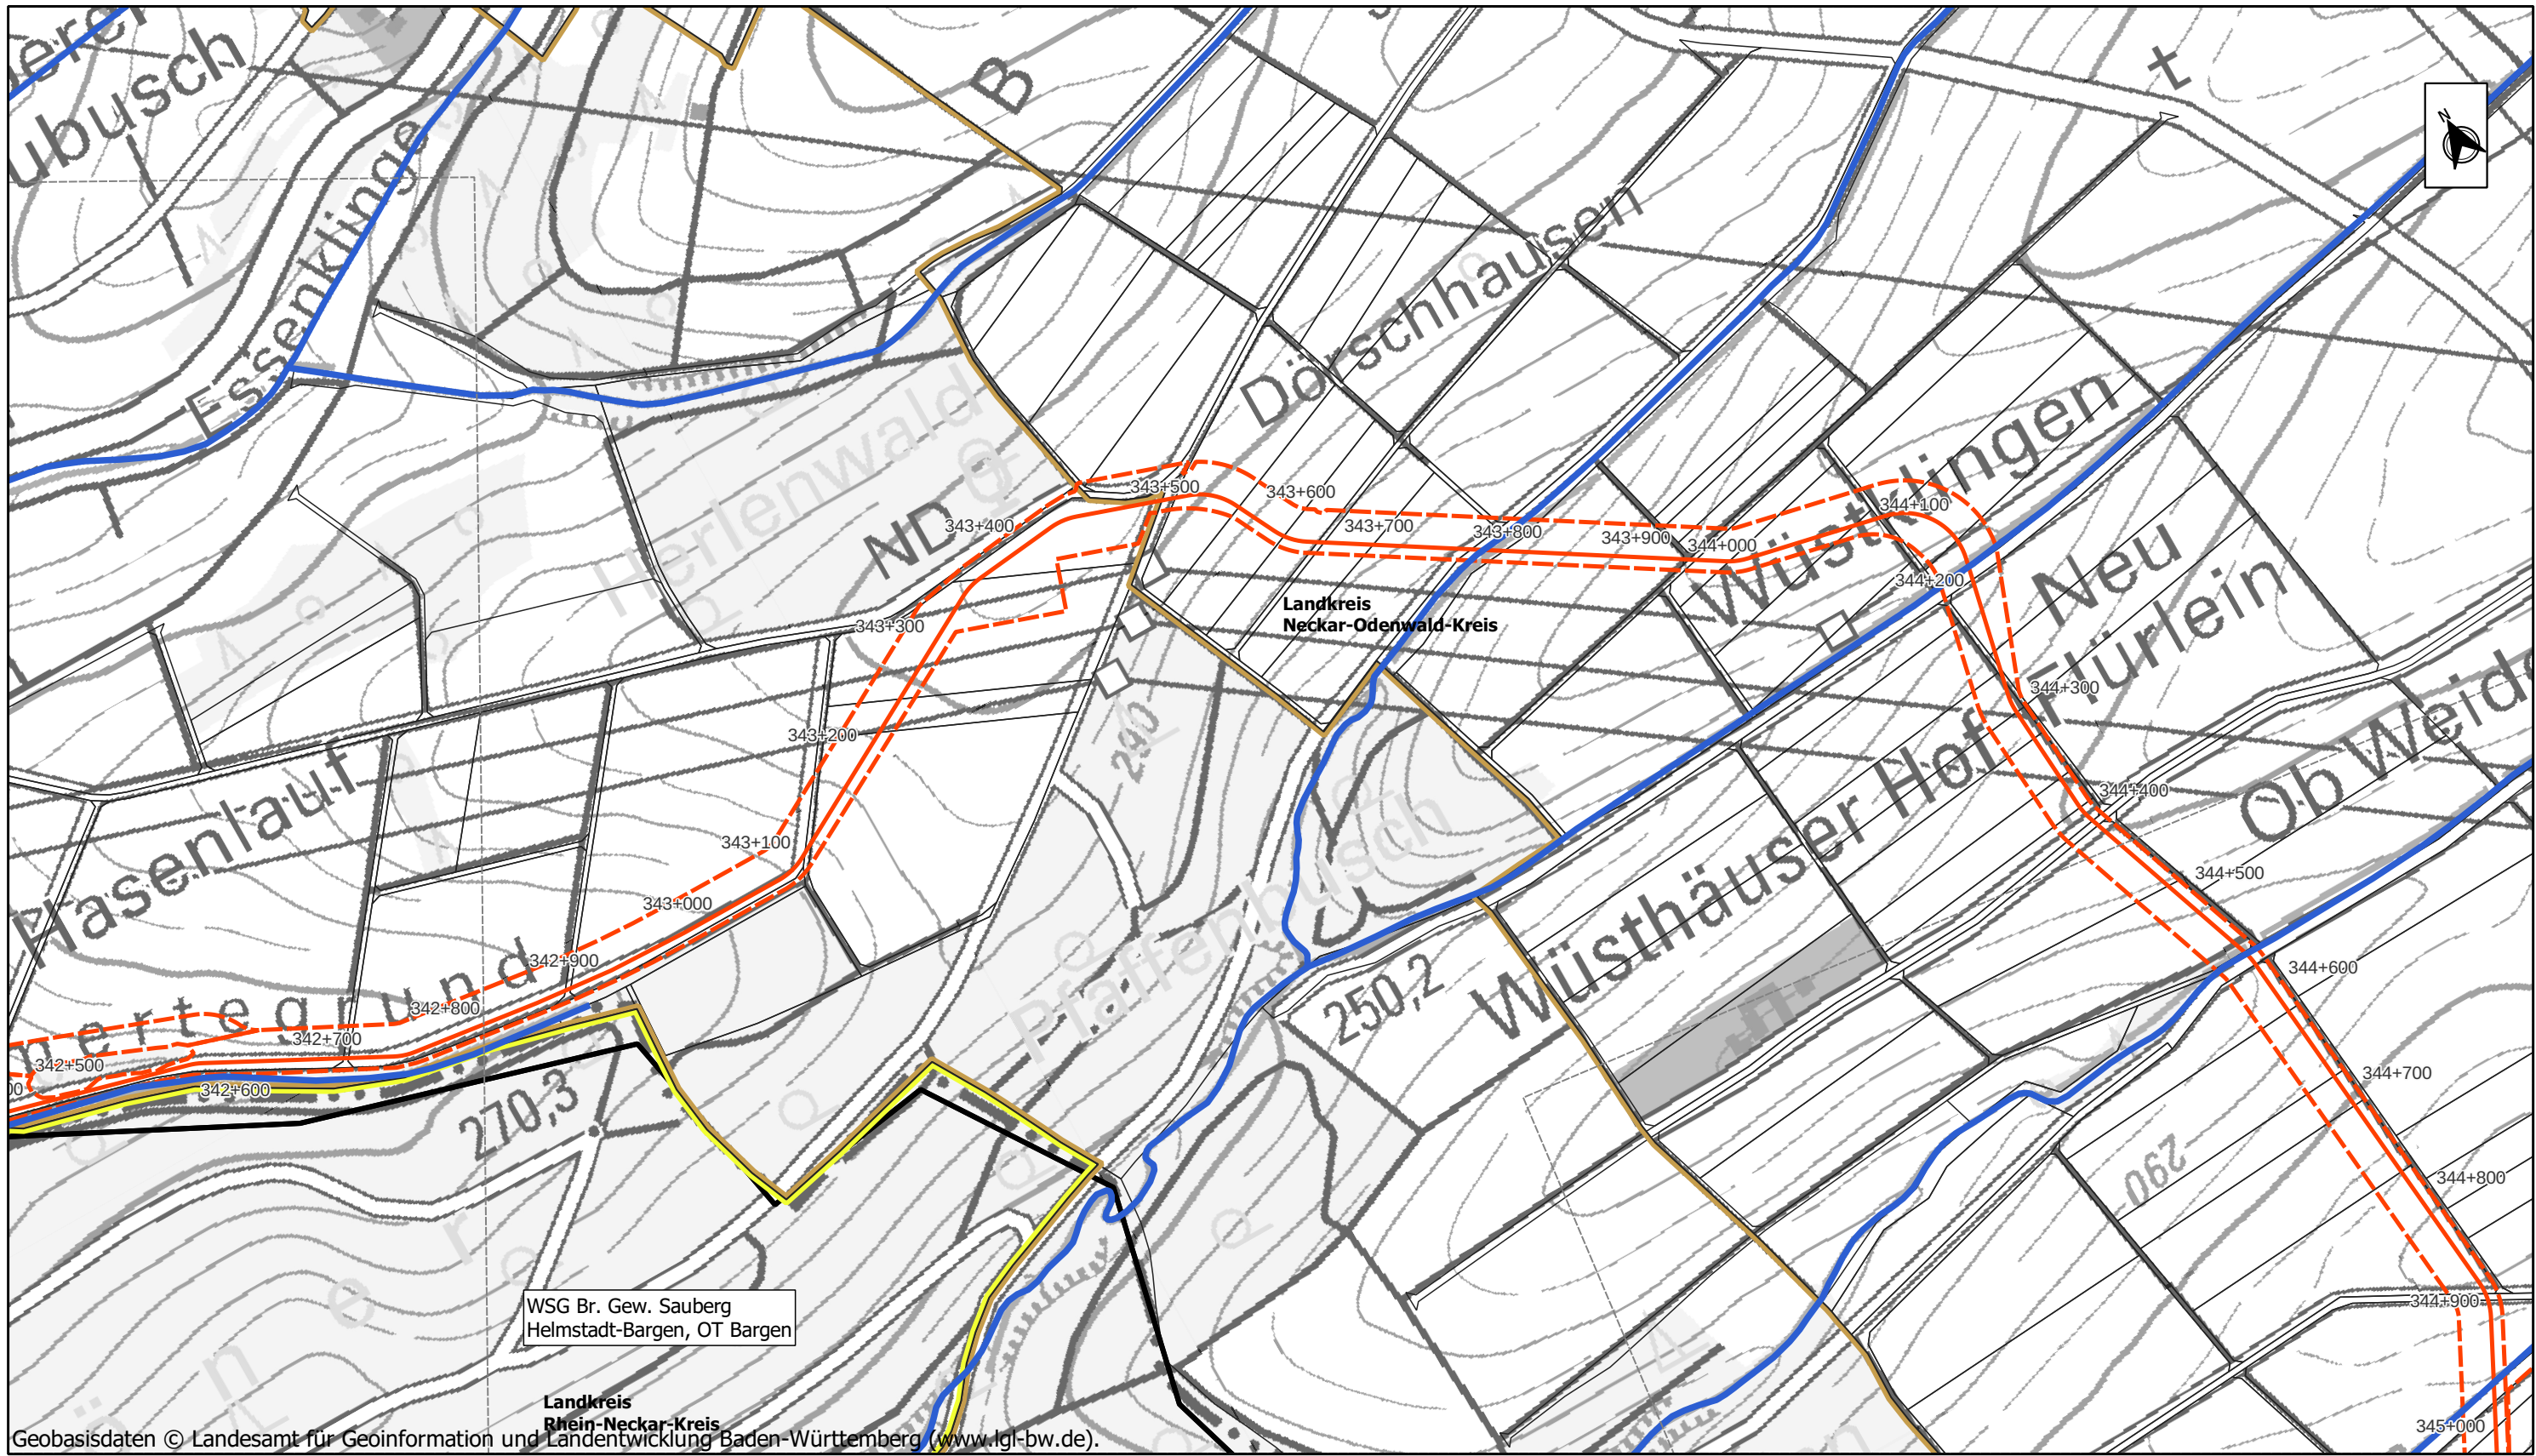 ubusch
Essenklinge
B
t
N
Dörschhausen
Herlenwald
ND
Wüstklingen
Neu
Flürlein
Hasenlauf
Landkreis
Neckar-Odenwald-Kreis
Ob Weid
Wüsthäuser Hof
Pfaffenbusch
240
250,2
270,3
290
342+500
342+600
342+700
342+800
342+900
343+000
343+100
343+200
343+300
343+400
343+500
343+600
343+700
343+800
343+900
344+000
344+100
344+200
344+300
344+400
344+500
344+600
344+700
344+800
344+900
345+000
WSG Br. Gew. Sauberg
Helmstadt-Bargen, OT Bargen
Landkreis
Rhein-Neckar-Kreis
Geobasisdaten © Landesamt für Geoinformation und Landentwicklung Baden-Württemberg (www.lgl-bw.de).